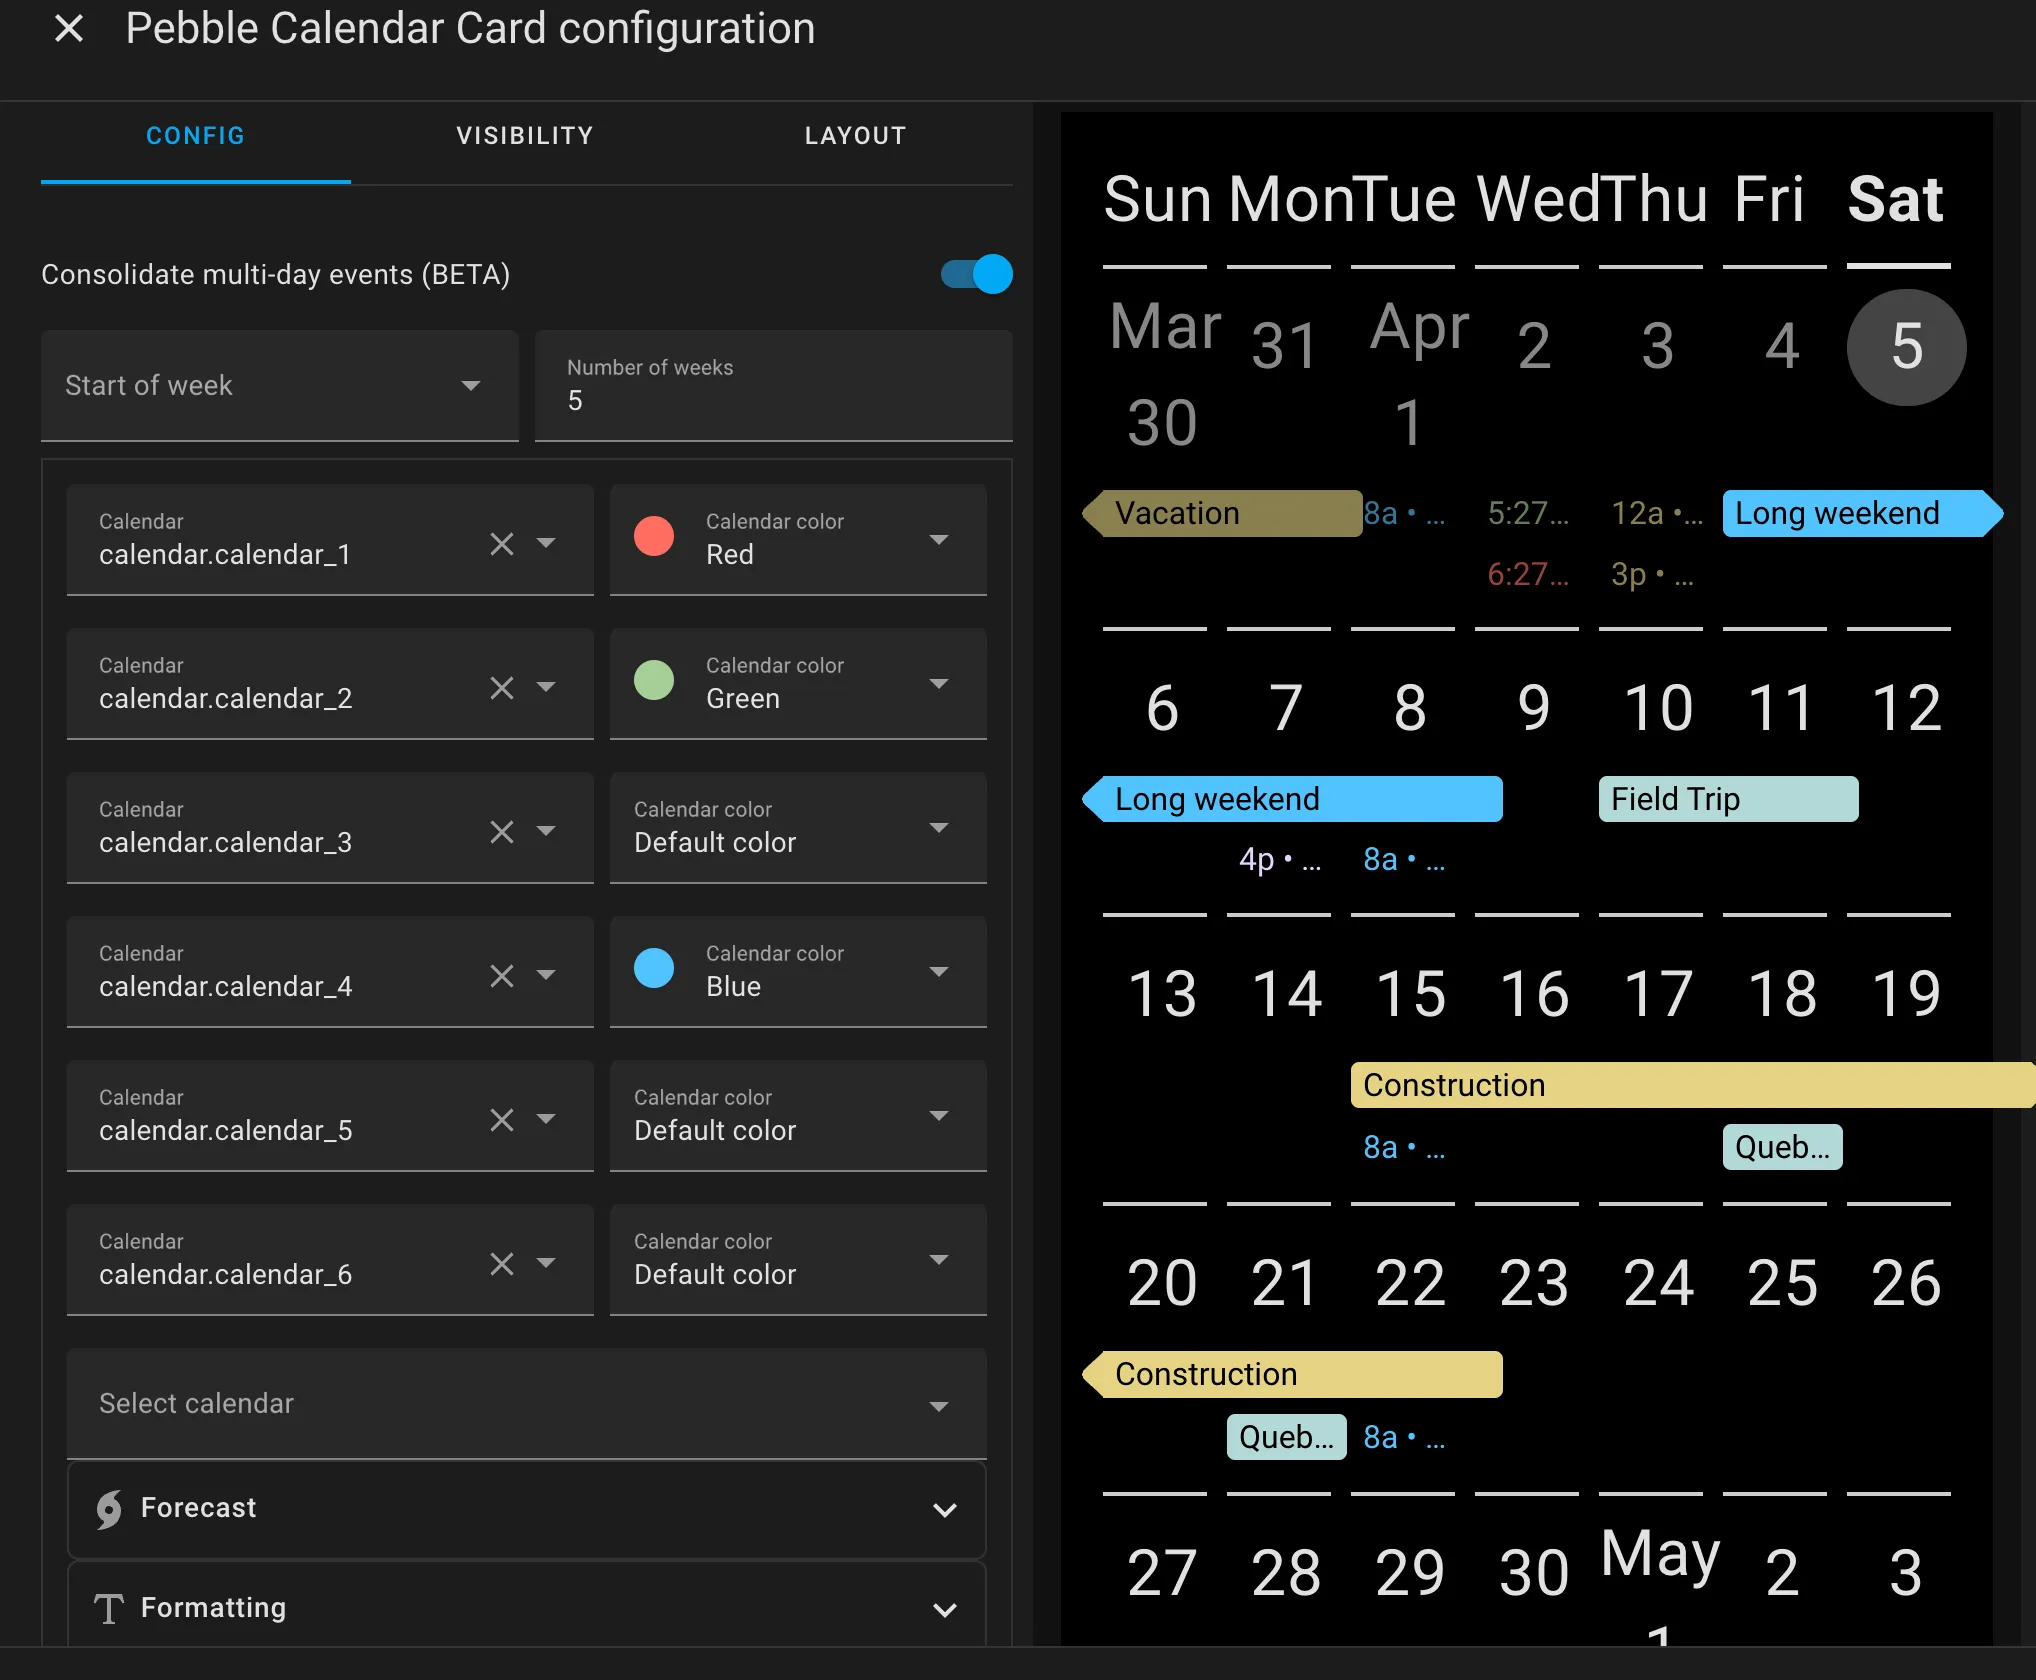 Pebble Calendar Card configuration
CONFIG VISIBILITY LAYOUT
Consolidate multi-day events (BETA)
Start of week
Number of weeks
5
Calendar
calendar.calendar_1
Calendar color
Red
Calendar
calendar.calendar_2
Calendar color
Green
Calendar
calendar.calendar_3
Calendar color
Default color
Calendar
calendar.calendar_4
Calendar color
Blue
Calendar
calendar.calendar_5
Calendar color
Default color
Calendar
calendar.calendar_6
Calendar color
Default color
Select calendar
Forecast
Formatting
Sun Mon Tue Wed Thu Fri Sat
Mar 30 31 Apr 1 2 3 4 5
Vacation 8a • ... 5:27... 12a •... Long weekend
6:27... 3p • ...
6 7 8 9 10 11 12
Long weekend Field Trip
4p • ... 8a • ...
13 14 15 16 17 18 19
Construction
8a • ... Queb...
20 21 22 23 24 25 26
Construction
Queb... 8a • ...
27 28 29 30 May 1 2 3